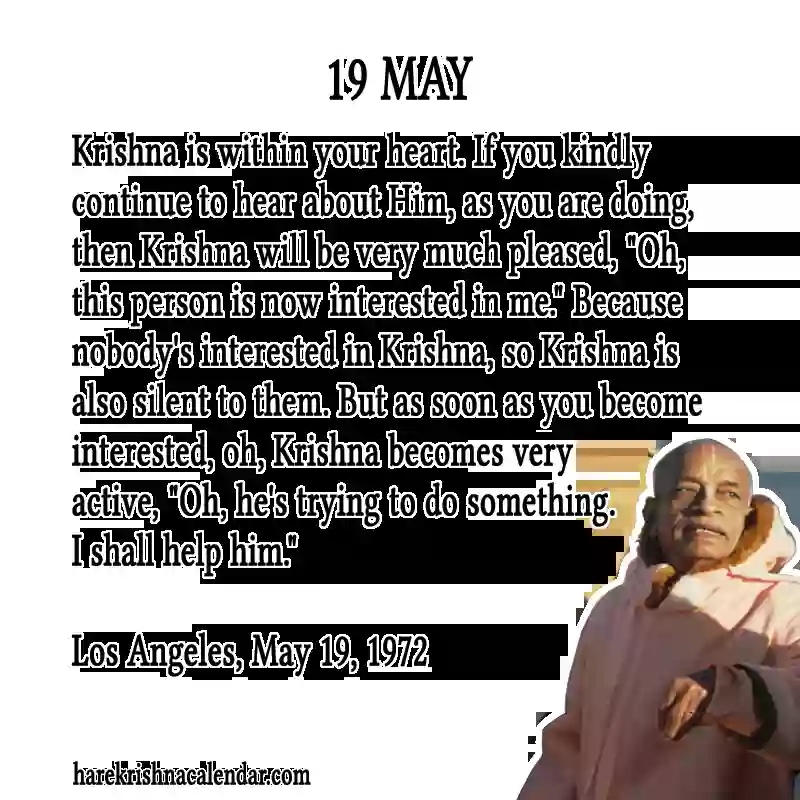 19 MAY
Krishna is within your heart. If you kindly
continue to hear about Him, as you are doing,
then Krishna will be very much pleased, "Oh,
this person is now interested in me." Because
nobody's interested in Krishna, so Krishna is
also silent to them. But as soon as you become
interested, oh, Krishna becomes very
active, "Oh, he's trying to do something.
I shall help him."
Los Angeles, May 19, 1972
harekrishnacalendar.com